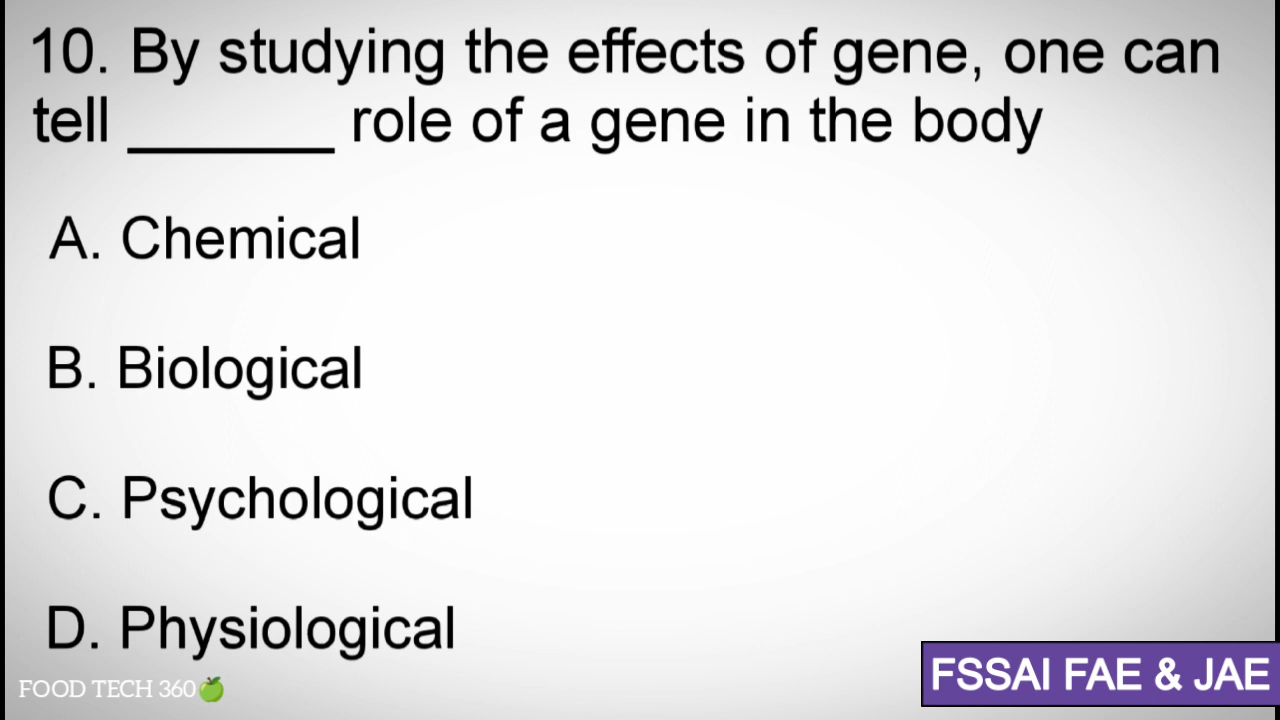 10. By studying the effects of gene, one can
tell ______ role of a gene in the body
A. Chemical
B. Biological
C. Psychological
D. Physiological
FOOD TECH 360
FSSAI FAE & JAE